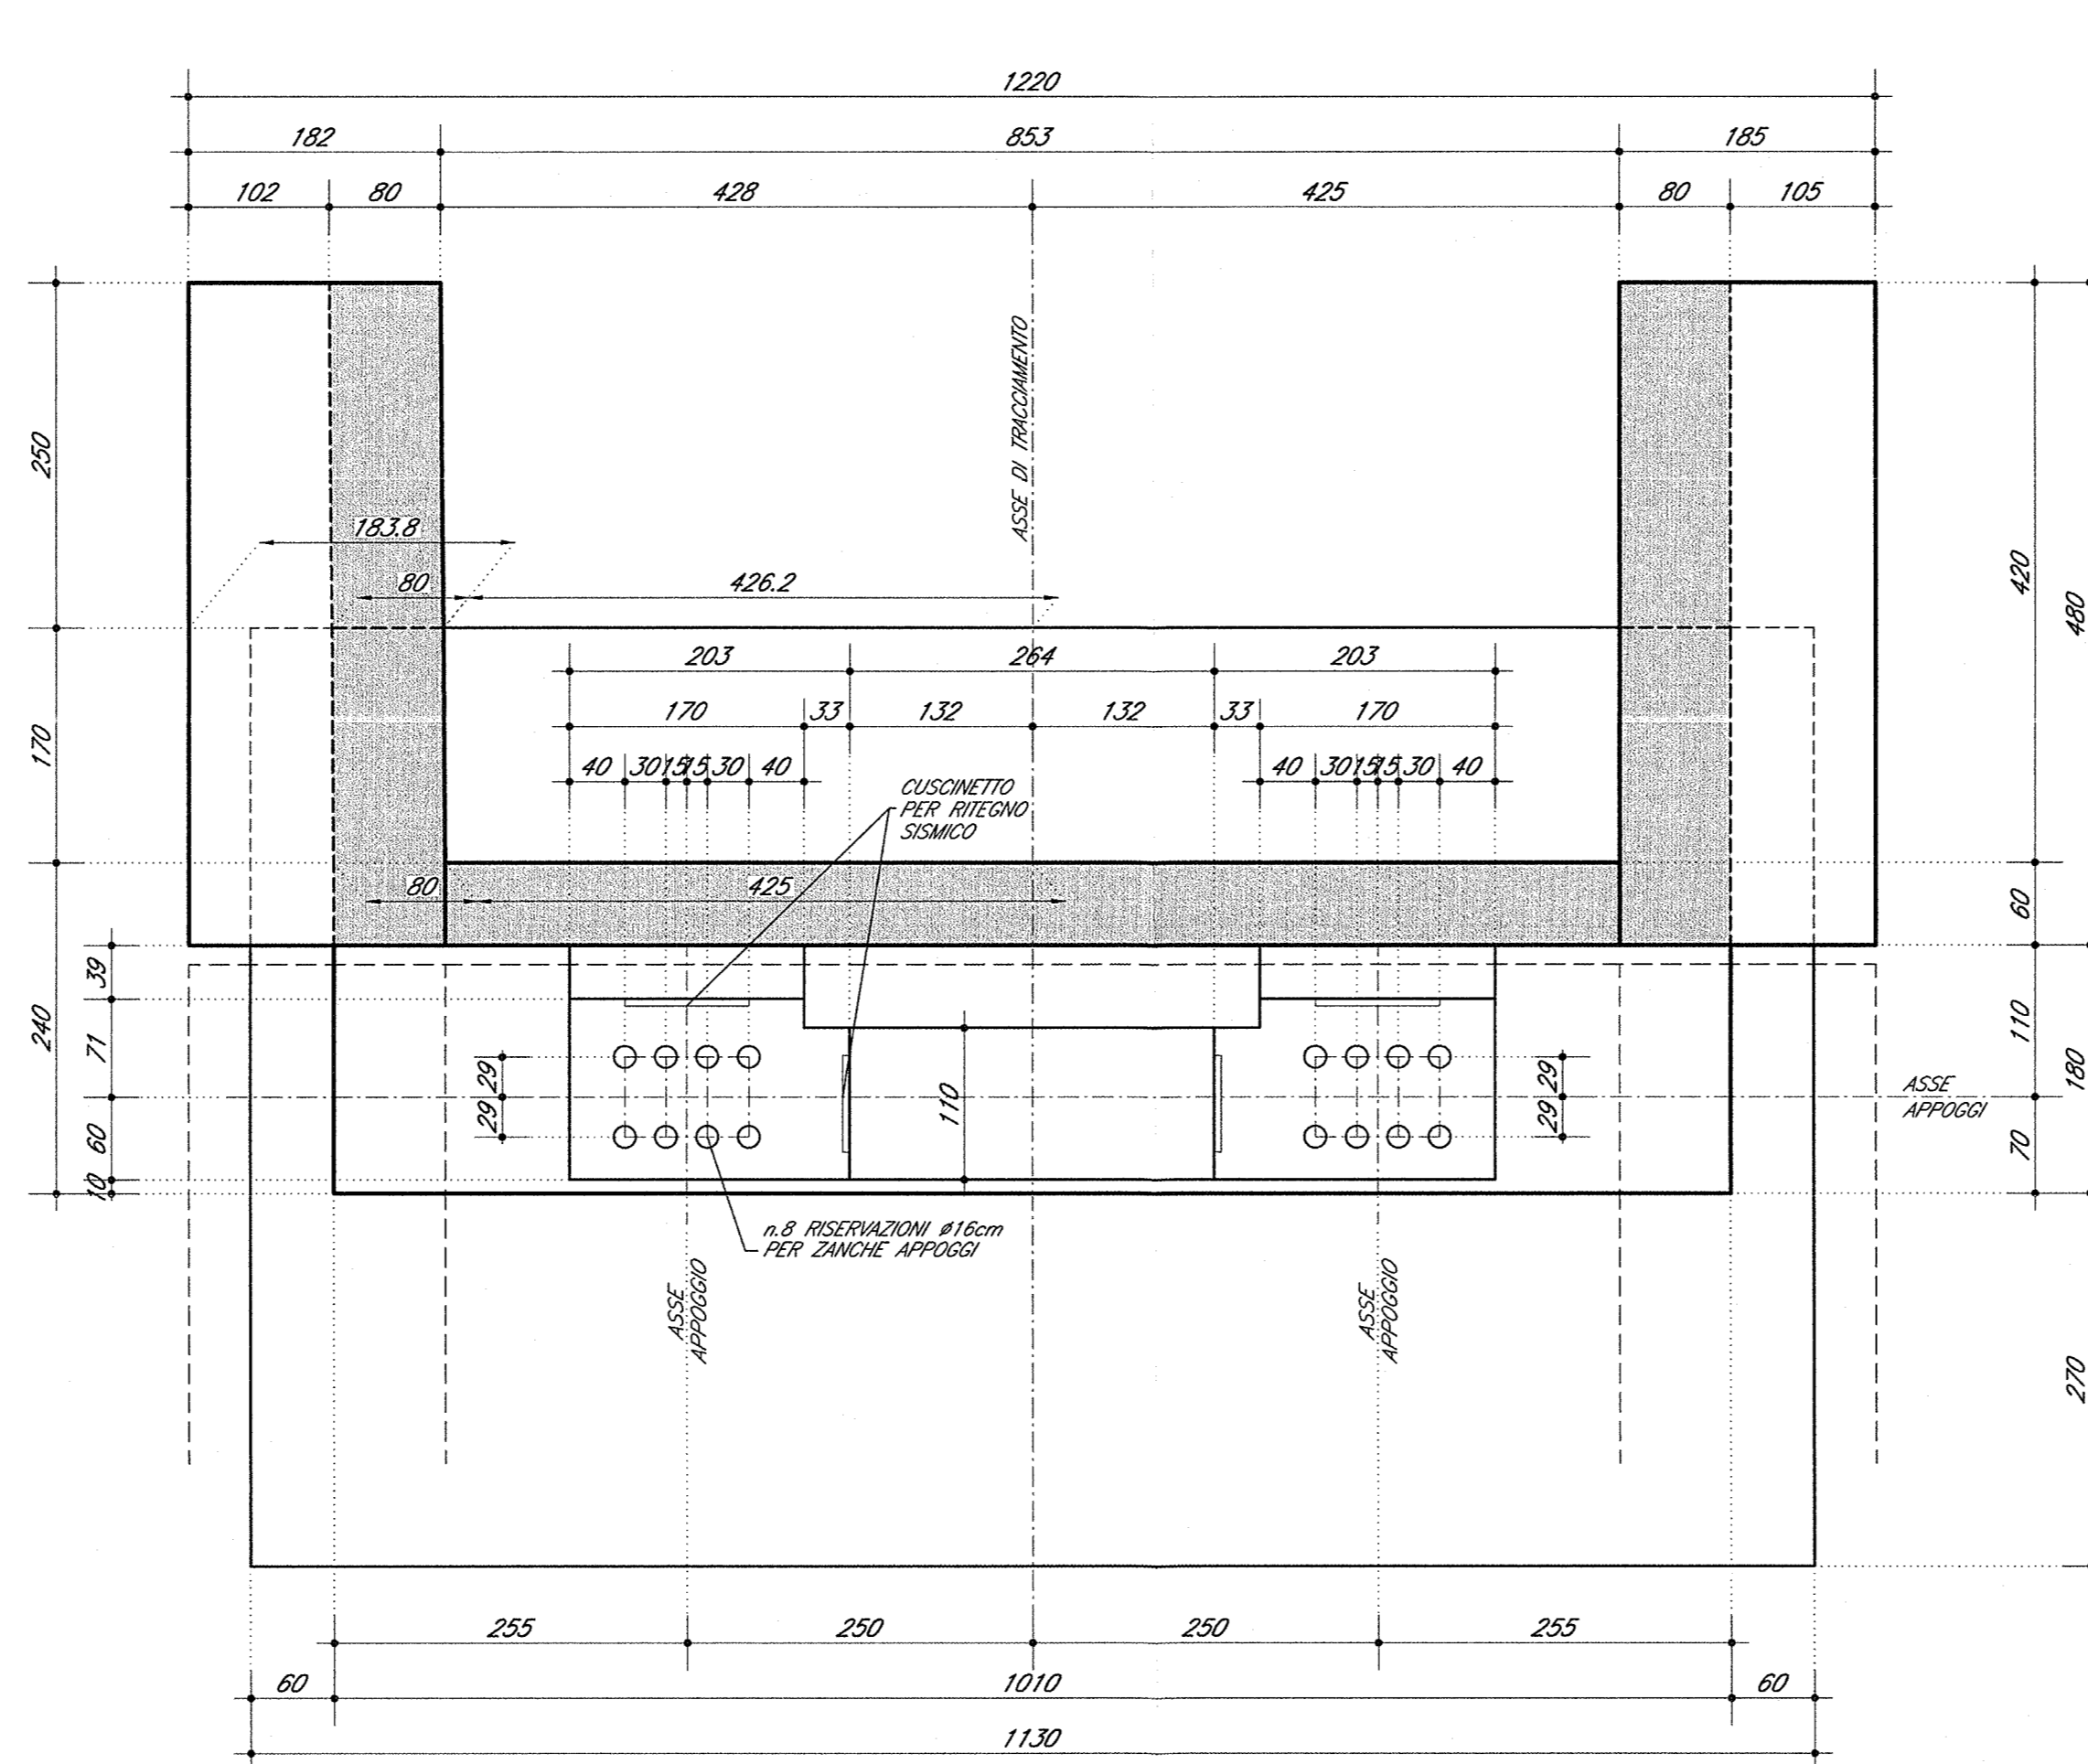 1220
182 853 185
102 80 428 425 80 105
ASSE DI TRACCIAMENTO
250
183.8
80 426.2
420
480
203 264 203
170 33 132 132 33 170
40 30 15 15 30 40 40 30 15 15 30 40
170
CUSCINETTO
PER RITEGNO
SISMICO
80 425
60
39
240
71
29
29
110
29
29
110
180
ASSE
APPOGGI
60
10
70
n.8 RISERVAZIONI ø16cm
PER ZANCHE APPOGGI
ASSE
APPOGGIO
ASSE
APPOGGIO
270
255 250 250 255
60 1010 60
1130